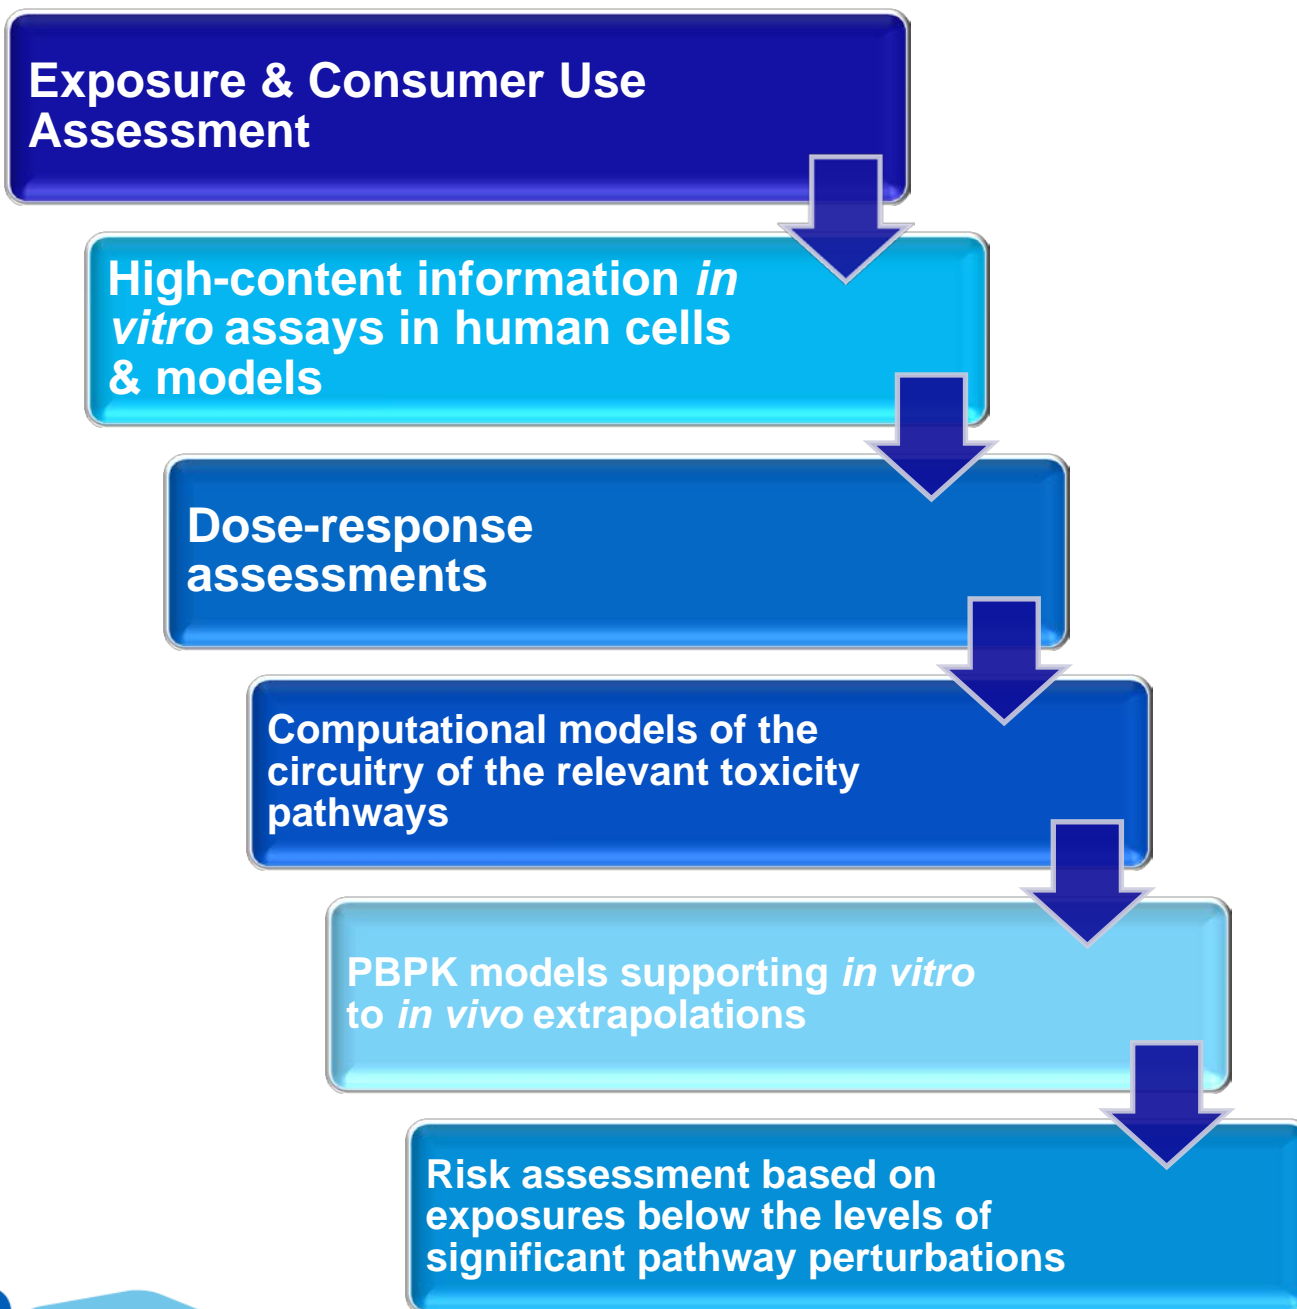 Exposure & Consumer Use
Assessment
High-content information in
vitro assays in human cells
& models
Dose-response
assessments
Computational models of the
circuitry of the relevant toxicity
pathways
PBPK models supporting in vitro
to in vivo extrapolations
Risk assessment based on
exposures below the levels of
significant pathway perturbations